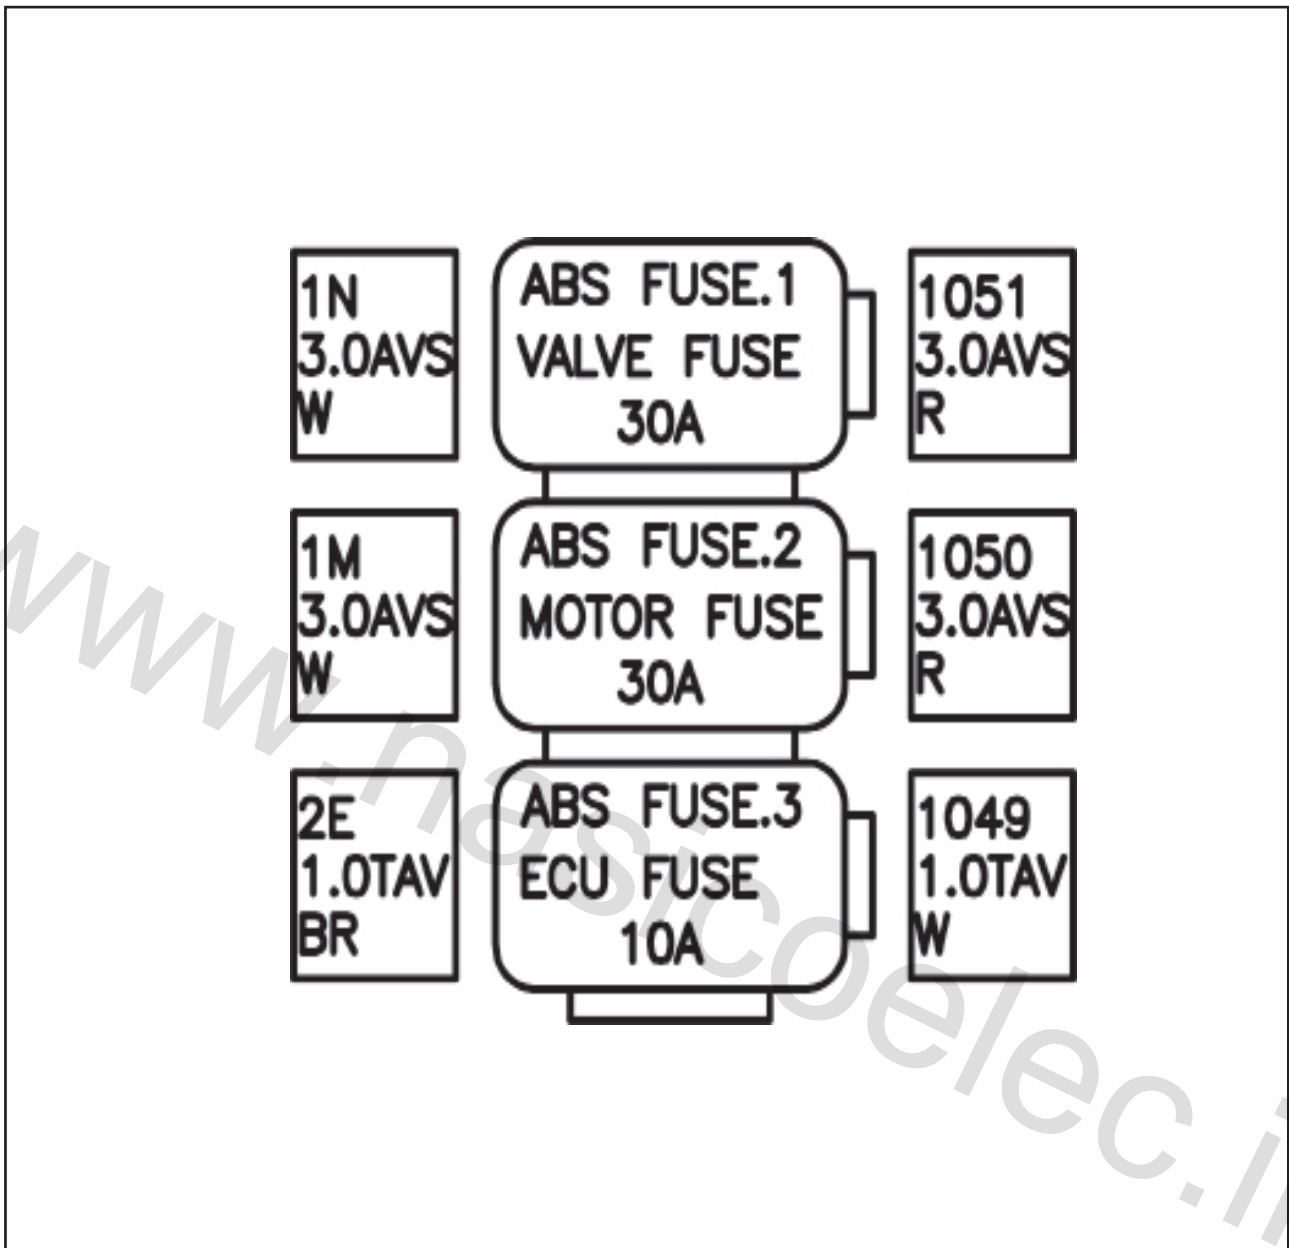 1N
3.0AVS
W
ABS FUSE.1
VALVE FUSE
30A
1051
3.0AVS
R
1M
3.0AVS
W
ABS FUSE.2
MOTOR FUSE
30A
1050
3.0AVS
R
2E
1.0TAV
BR
ABS FUSE.3
ECU FUSE
10A
1049
1.0TAV
W
www.nasicoelec.ir